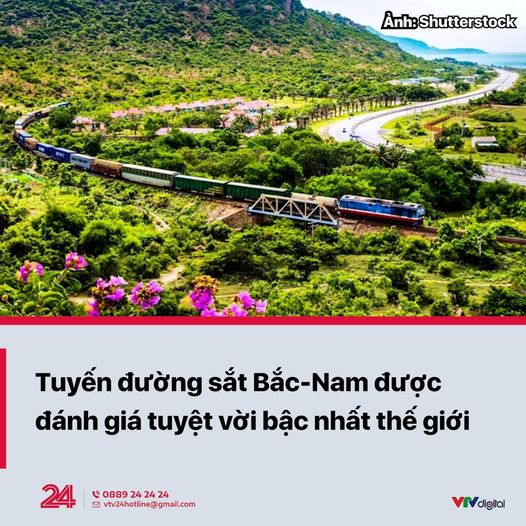 Ảnh: Shutterstock
Tuyến đường sắt Bắc-Nam được
đánh giá tuyệt vời bậc nhất thế giới
24
0889 24 24 24
vtv24hotline@gmail.com
VTVdigital